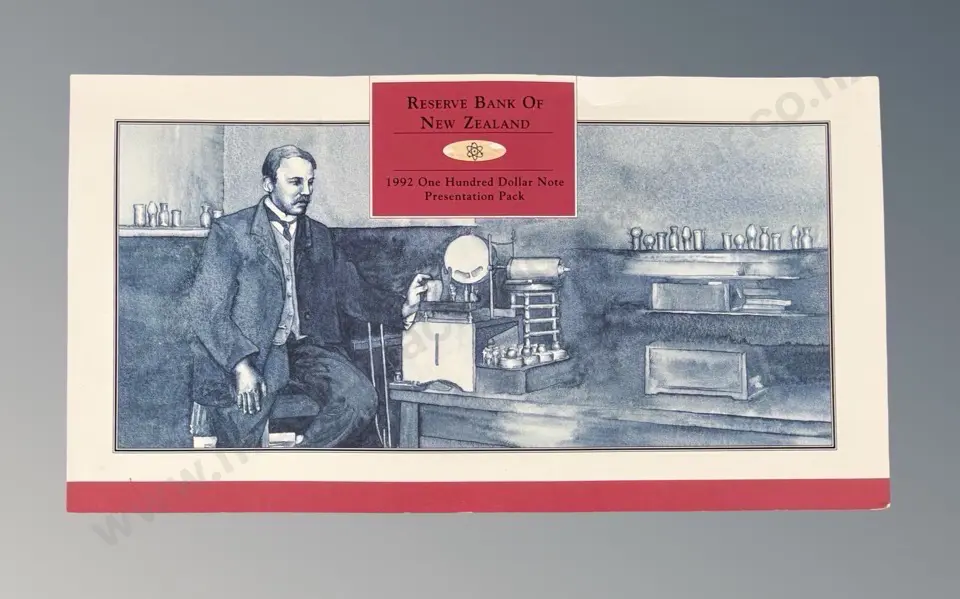 Reserve Bank Of
New Zealand
1992 One Hundred Dollar Note
Presentation Pack